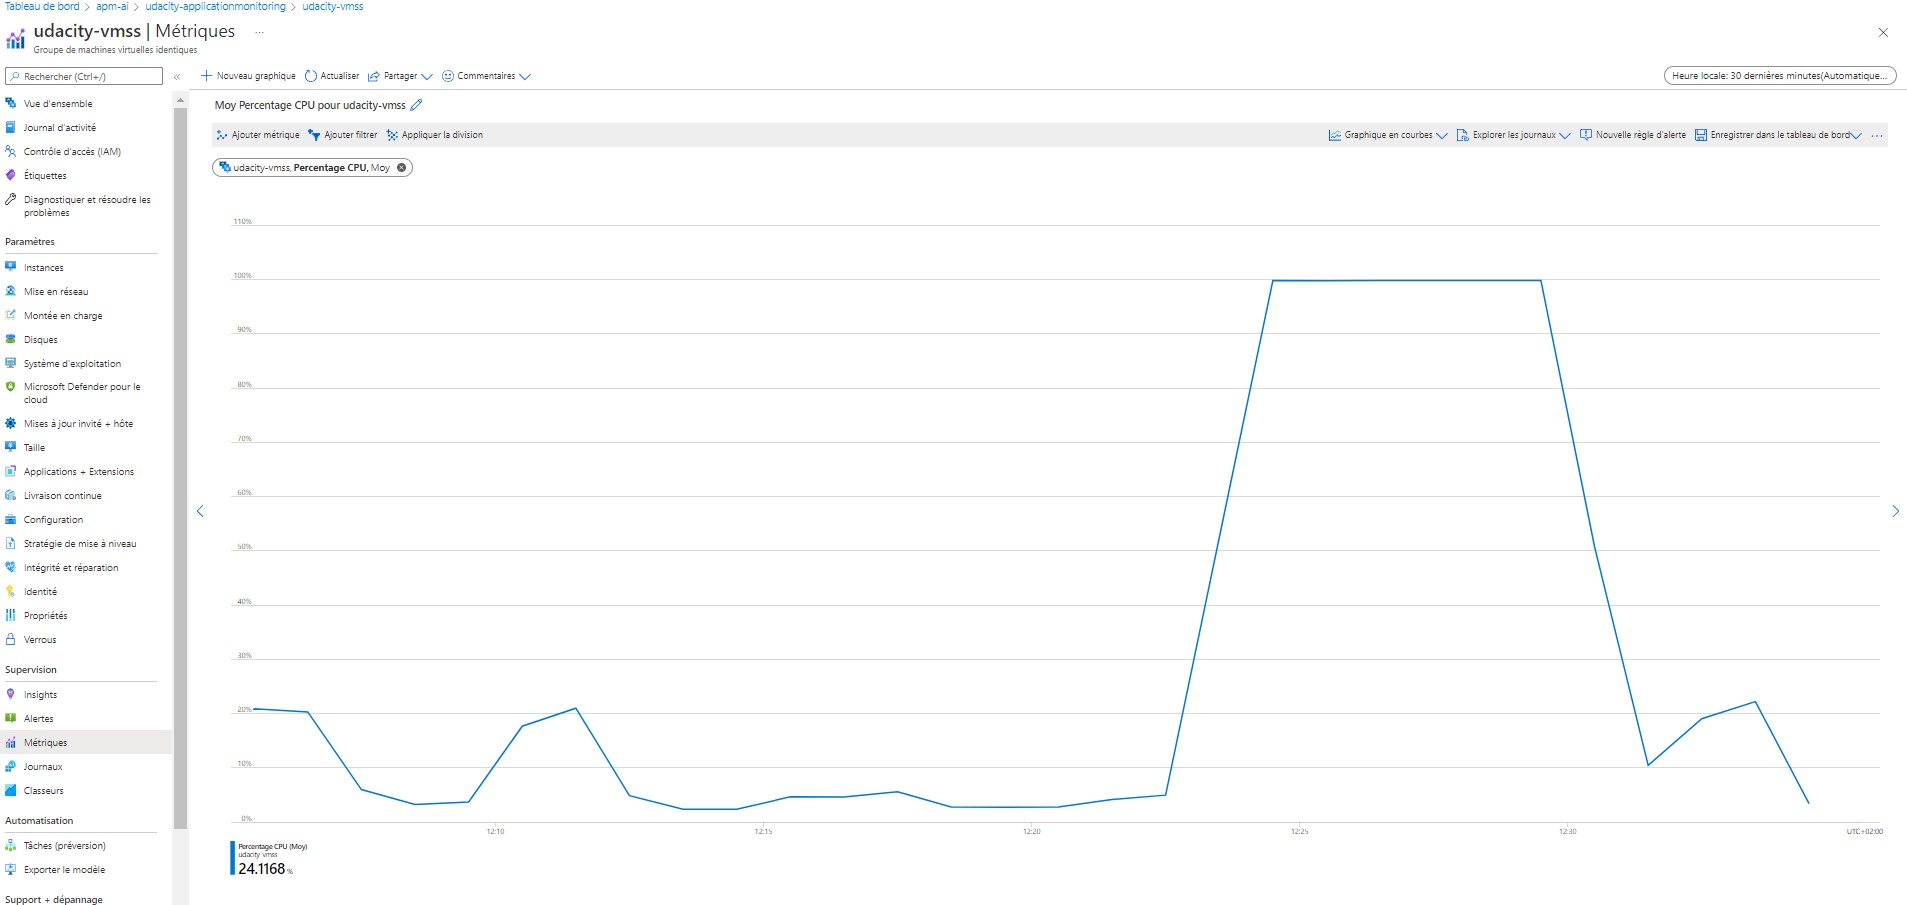 Tableau de bord > apm-ai > udacity-applicationmonitoring > udacity-vmss
udacity-vmss | Métriques ...
Groupe de machines virtuelles identiques
Rechercher (Ctrl+/)
«
Nouveau graphique
Actualiser
Partager
Commentaires
Heure locale: 30 dernières minutes(Automatique...
Vue d'ensemble
Journal d'activité
Contrôle d'accès (IAM)
Étiquettes
Diagnostiquer et résoudre les
problèmes
Paramètres
Instances
Mise en réseau
Montée en charge
Disques
Système d'exploitation
Microsoft Defender pour le
cloud
Mises à jour invité + hôte
Taille
Applications + Extensions
Livraison continue
Configuration
Stratégie de mise à niveau
Intégrité et réparation
Identité
Propriétés
Verrous
Supervision
Insights
Alertes
Métriques
Journaux
Classeurs
Automatisation
Tâches (préversion)
Exporter le modèle
Support + dépannage
Moy Percentage CPU pour udacity-vmss
Ajouter métrique
Ajouter filtrer
Appliquer la division
Graphique en courbes
Explorer les journaux
Nouvelle règle d'alerte
Enregistrer dans le tableau de bord
...
udacity-vmss, Percentage CPU, Moy
110%
100%
90%
80%
70%
60%
50%
40%
30%
20%
10%
0%
12:10
12:15
12:20
12:25
12:30
UTC+02:00
Percentage CPU (Moy)
udacity-vmss
24.1168 %